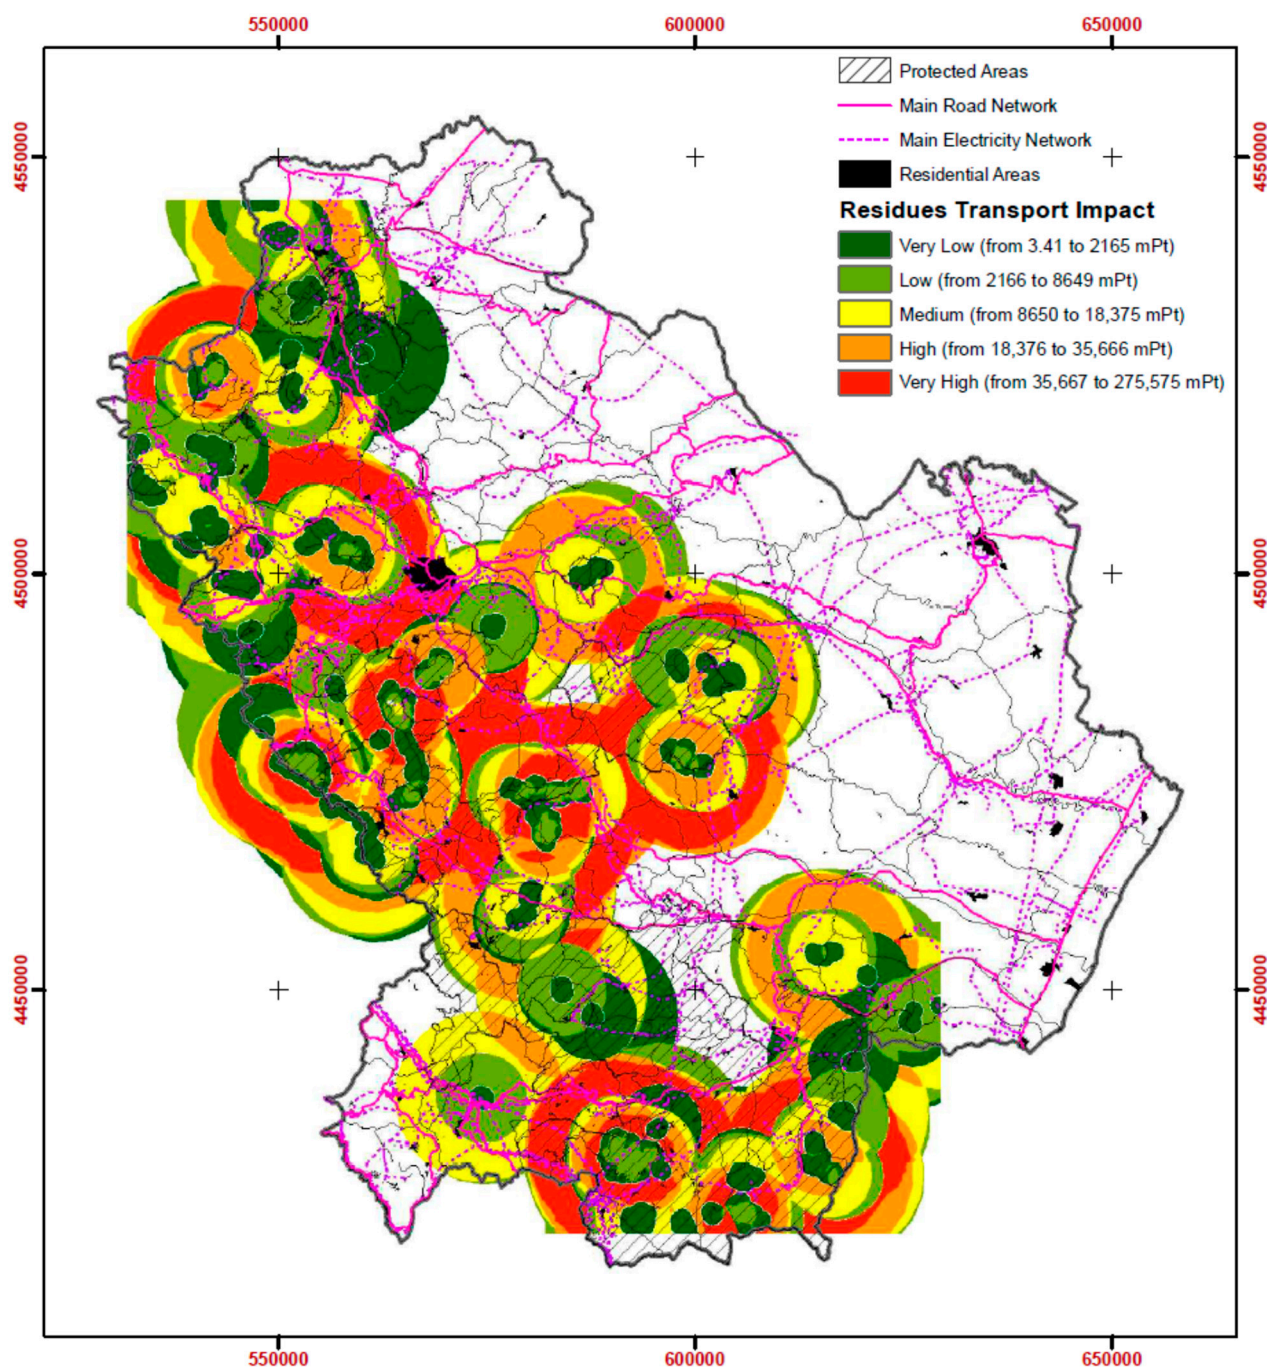 550000 600000 650000
4550000 4550000
Protected Areas
Main Road Network
Main Electricity Network
Residential Areas
Residues Transport Impact
Very Low (from 3.41 to 2165 mPt)
Low (from 2166 to 8649 mPt)
Medium (from 8650 to 18,375 mPt)
High (from 18,376 to 35,666 mPt)
Very High (from 35,667 to 275,575 mPt)
4500000 4500000
4450000 4450000
550000 600000 650000